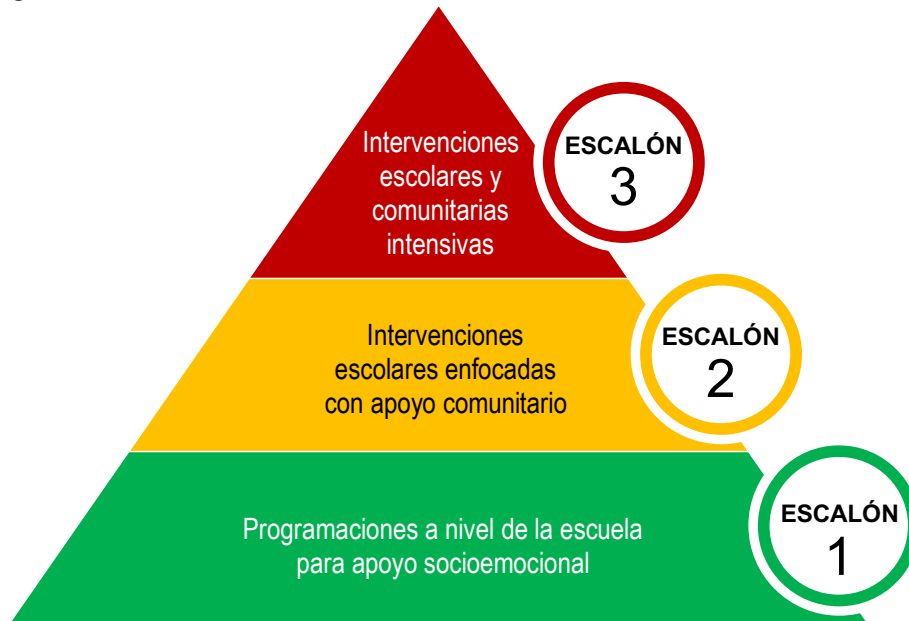 Intervenciones
escolares y
comunitarias
intensivas
ESCALÓN
3
Intervenciones
escolares enfocadas
con apoyo comunitario
ESCALÓN
2
Programaciones a nivel de la escuela
para apoyo socioemocional
ESCALÓN
1